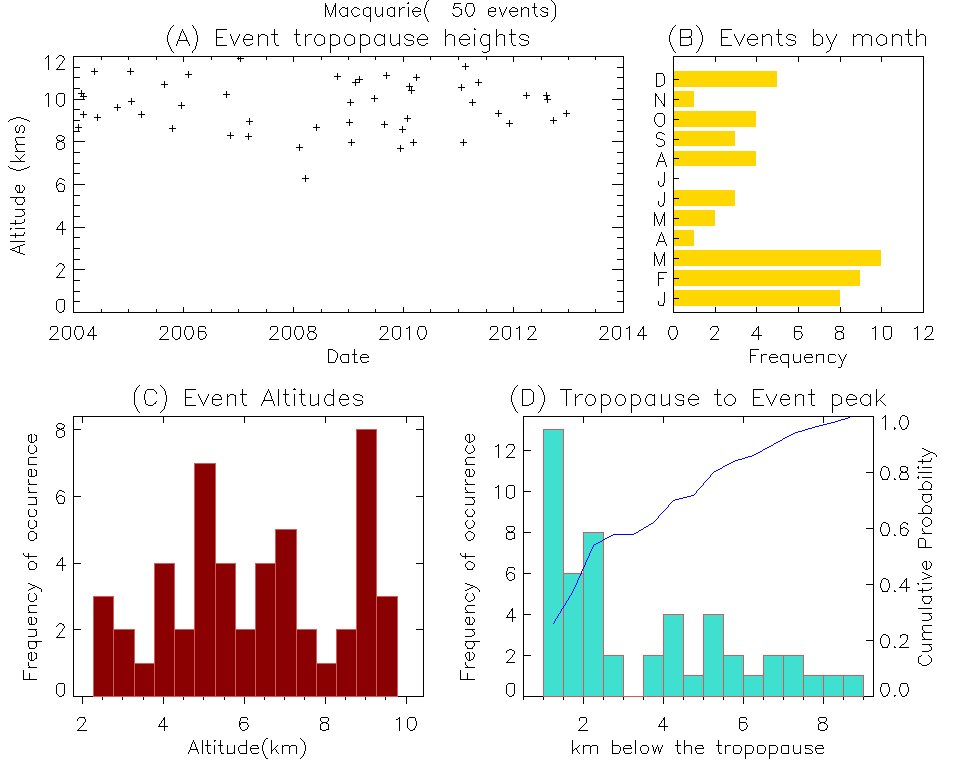 Macquarie( 50 events)
(A) Event tropopause heights
(B) Events by month
12
10
8
6
4
2
0
Altitude (kms)
2004 2006 2008 2010 2012 2014
Date
D
N
O
S
A
J
J
M
A
M
F
J
0 2 4 6 8 10 12
Frequency
(C) Event Altitudes
8
6
4
2
0
Frequency of occurrence
2 4 6 8 10
Altitude(km)
(D) Tropopause to Event peak
12
10
8
6
4
2
0
Frequency of occurrence
1.0
0.8
0.6
0.4
0.2
0.0
Cumulative Probability
2 4 6 8
km below the tropopause